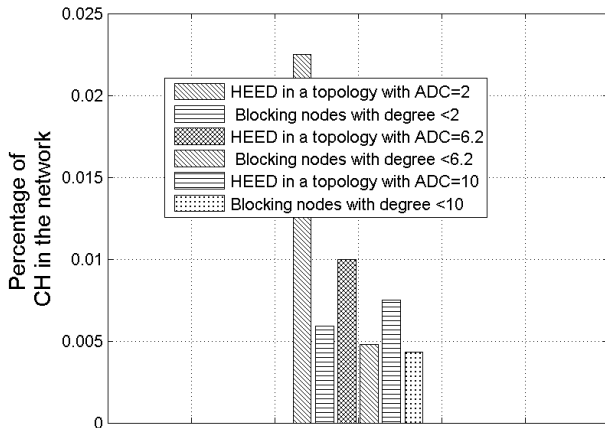 0.025
0.02
0.015
0.01
0.005
0
Percentage of
CH in the network
HEED in a topology with ADC=2
Blocking nodes with degree <2
HEED in a topology with ADC=6.2
Blocking nodes with degree <6.2
HEED in a topology with ADC=10
Blocking nodes with degree <10